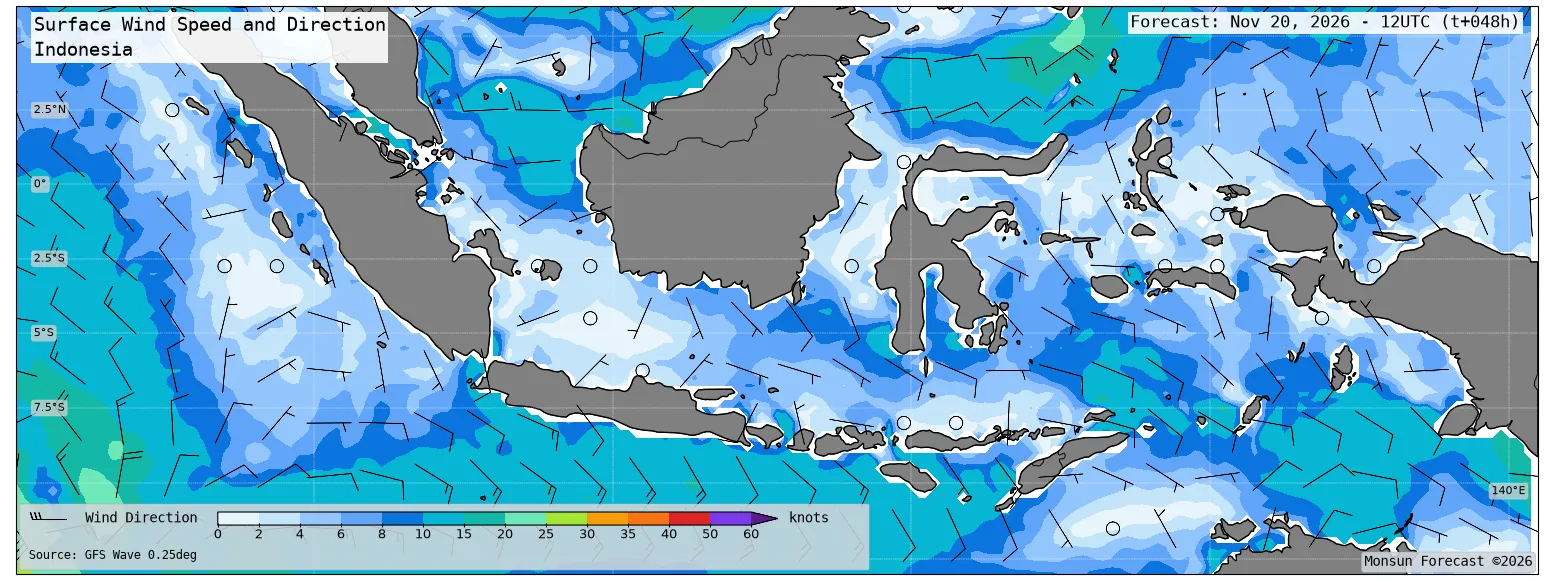 Surface Wind Speed and Direction
Indonesia
Forecast: Nov 20, 2026 - 12UTC (t+048h)
2.5°N
0°
2.5°S
5°S
7.5°S
140°E
Wind Direction
0 2 4 6 8 10 15 20 25 30 35 40 50 60
knots
Source: GFS Wave 0.25deg
Monsun Forecast ©2026